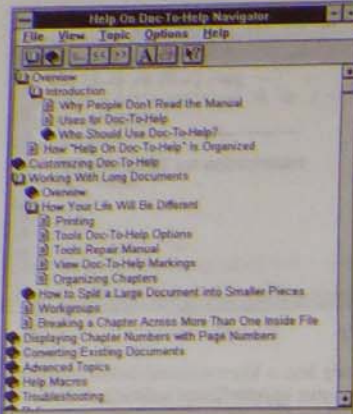 Help On Doc-To-Help Navigator
File View Topic Options Help
Overview
Introduction
Why People Don't Read the Manual
Uses for Doc-To-Help
Who Should Use Doc-To-Help?
How "Help On Doc-To-Help" Is Organized
Customizing Doc-To-Help
Working With Long Documents
Overview
How Your Life Will Be Different
Printing
Tools Doc-To-Help Options
Tools Repair Manual
View Doc-To-Help Markings
Organizing Chapters
How to Split a Large Document into Smaller Pieces
Workgroups
Breaking a Chapter Across More Than One Inside File
Displaying Chapter Numbers with Page Numbers
Converting Existing Documents
Advanced Topics
Help Macros
Troubleshooting